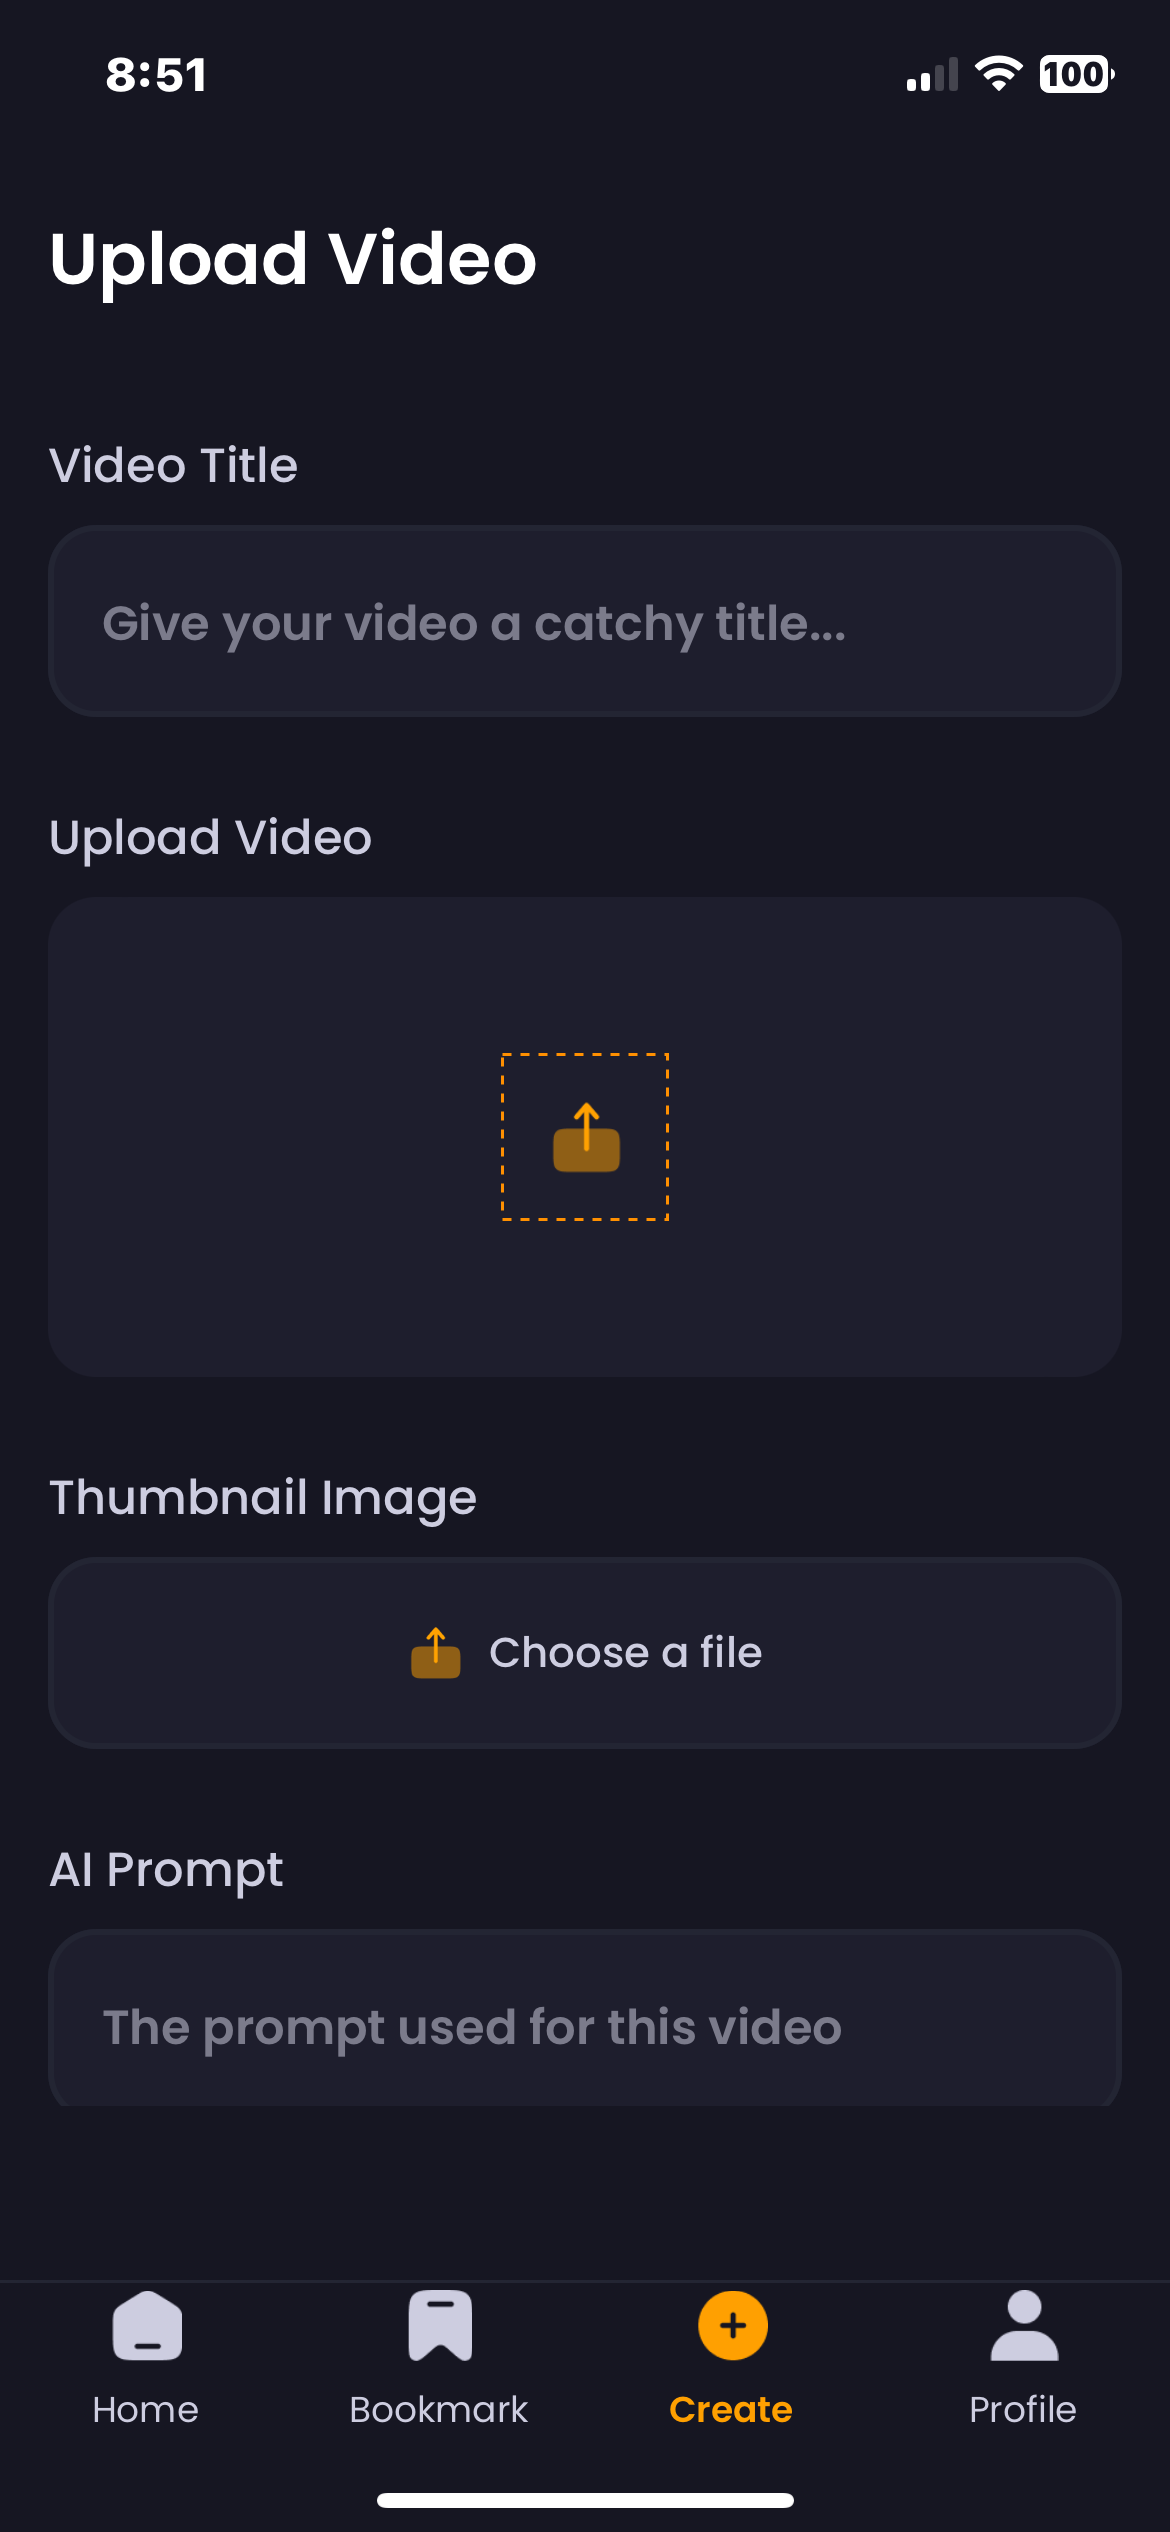 8:51
100
Upload Video
Video Title
Give your video a catchy title...
Upload Video
Thumbnail Image
Choose a file
AI Prompt
The prompt used for this video
Home
Bookmark
Create
Profile